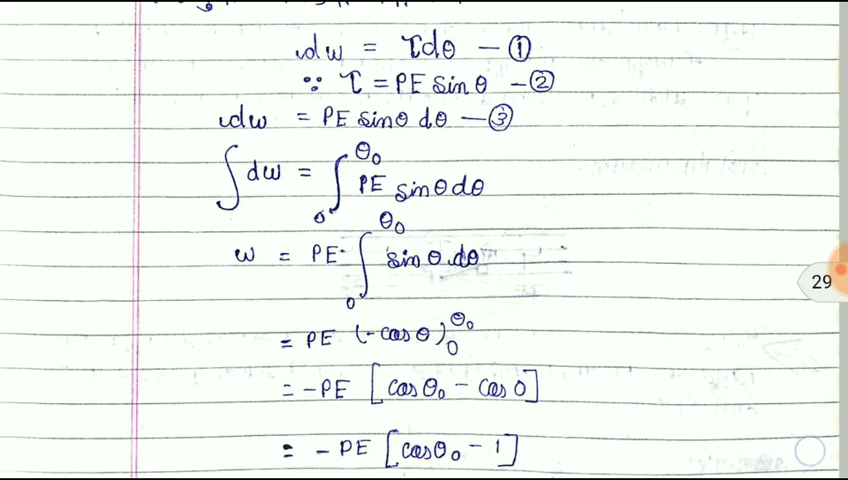 dw = τdθ — ①
∵ τ = PE sinθ — ②
dw = PE sinθ dθ — ③
∫ dw = ∫₀^θ₀ PE sinθdθ
w = PE ∫₀^θ₀ sinθ.dθ
= PE (-cosθ)₀^θ₀
= -PE [cosθ₀ - cos 0]
= -PE [cosθ₀ - 1]
29